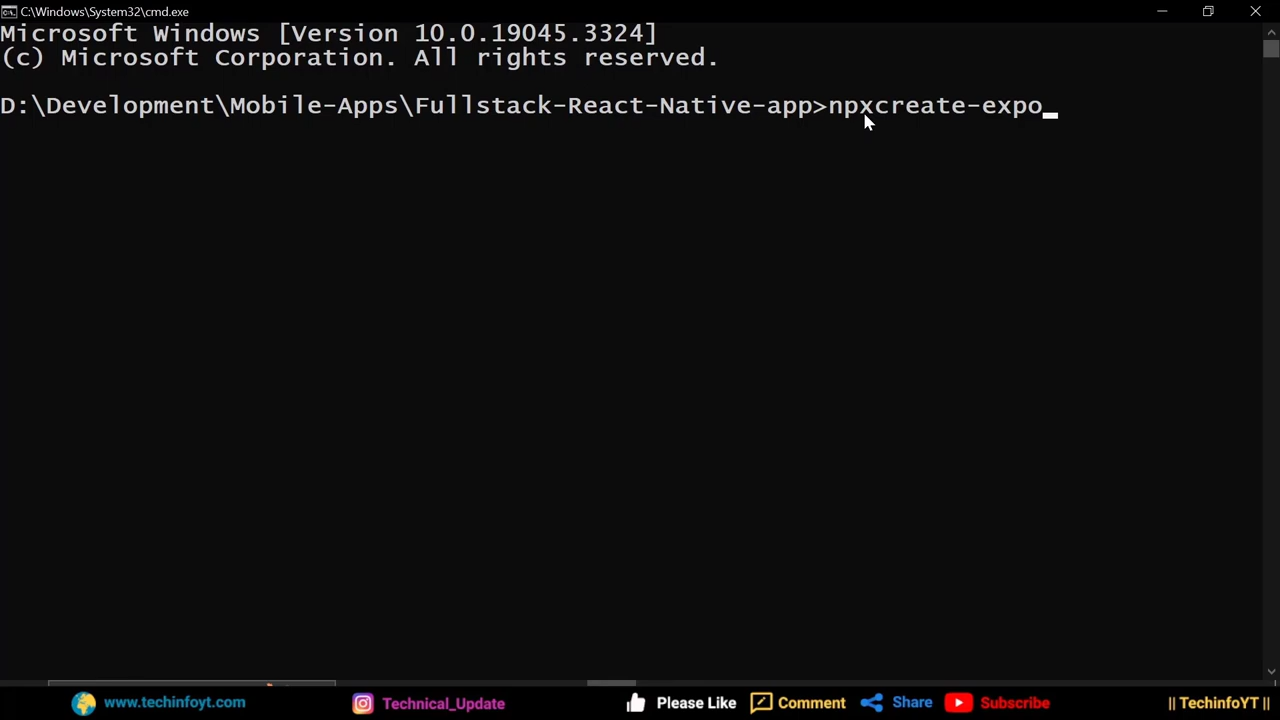 C:\Windows\System32\cmd.exe
Microsoft Windows [Version 10.0.19045.3324]
(c) Microsoft Corporation. All rights reserved.
D:\Development\Mobile-Apps\Fullstack-React-Native-app>npxcreate-expo_
www.techinfoyt.com Technical_Update Please Like Comment Share Subscribe || TechinfoYT ||